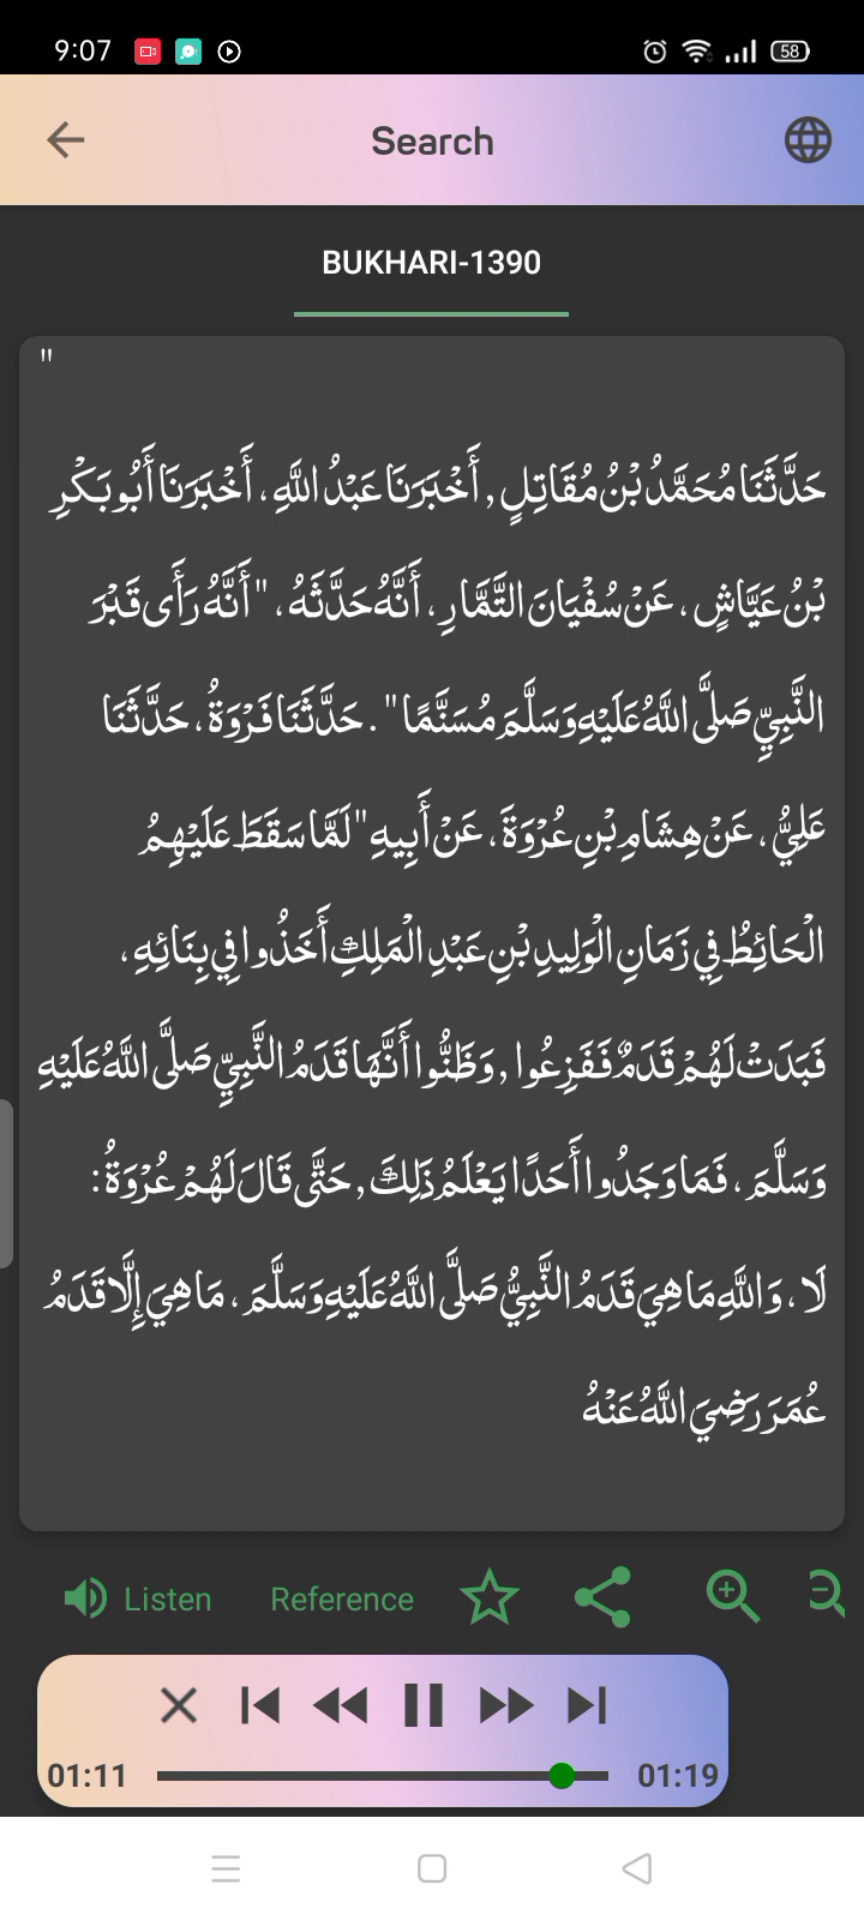 9:07
58
Search
BUKHARI-1390
"
حَدَّثَنَا مُحَمَّدُ بْنُ مُقَاتِلٍ , أَخْبَرَنَا عَبْدُ اللَّهِ ، أَخْبَرَنَا أَبُو بَكْرِ
بْنُ عَيَّاشٍ ، عَنْ سُفْيَانَ التَّمَّارِ ، أَنَّهُ حَدَّثَهُ ، " أَنَّهُ رَأَى قَبْرَ
النَّبِيِّ صَلَّى اللَّهُ عَلَيْهِ وَسَلَّمَ مُسَنَّمًا " . حَدَّثَنَا فَرْوَةُ ، حَدَّثَنَا
عَلِيُّ ، عَنْ هِشَامِ بْنِ عُرْوَةَ ، عَنْ أَبِيهِ " لَمَّا سَقَطَ عَلَيْهِمُ
الْحَائِطُ فِي زَمَانِ الْوَلِيدِ بْنِ عَبْدِ الْمَلِكِ أَخَذُوا فِي بِنَائِهِ ،
فَبَدَتْ لَهُمْ قَدَمٌ فَفَزِعُوا , وَظَنُّوا أَنَّهَا قَدَمُ النَّبِيِّ صَلَّى اللَّهُ عَلَيْهِ
وَسَلَّمَ ، فَمَا وَجَدُوا أَحَدًا يَعْلَمُ ذَلِكَ , حَتَّى قَالَ لَهُمْ عُرْوَةُ :
لَا ، وَاللَّهِ مَا هِيَ قَدَمُ النَّبِيُّ صَلَّى اللَّهُ عَلَيْهِ وَسَلَّمَ ، مَا هِيَ إِلَّا قَدَمُ
عُمَرَ رَضِيَ اللَّهُ عَنْهُ
Listen Reference
01:11 01:19